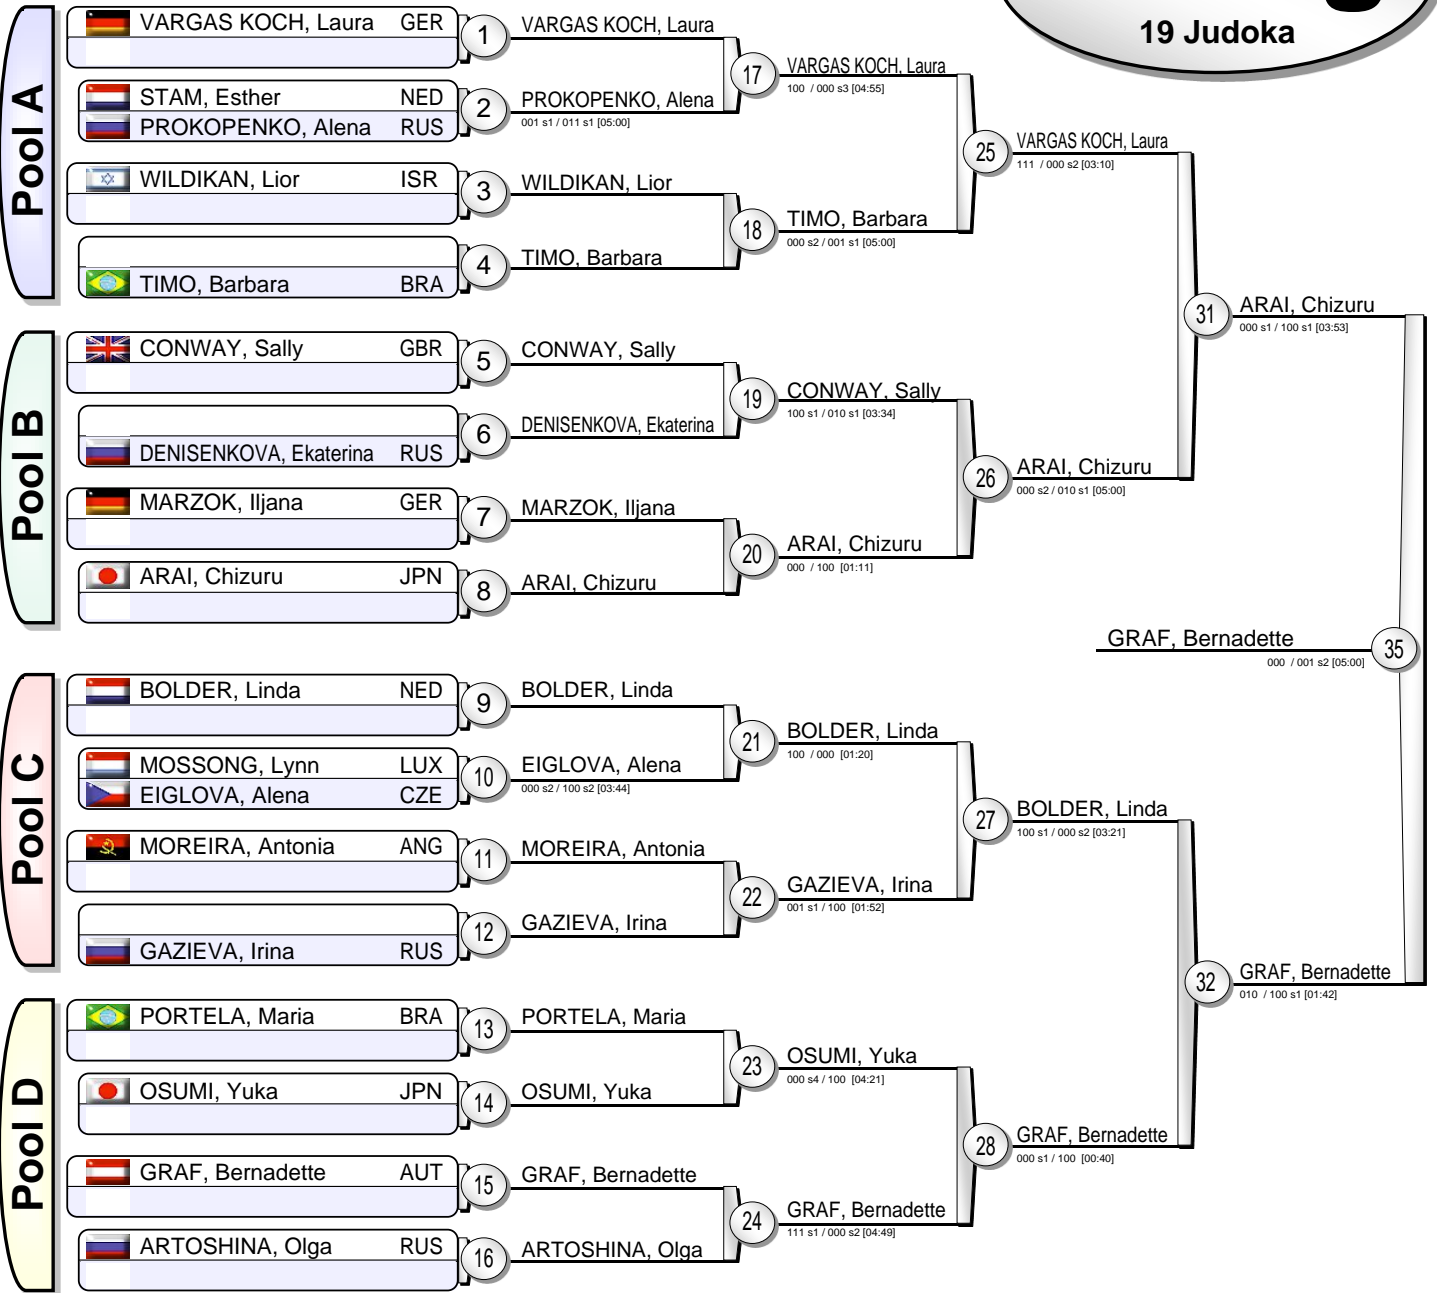 19 Judoka
Pool A
VARGAS KOCH, Laura GER
1
STAM, Esther NED
PROKOPENKO, Alena RUS
2
WILDIKAN, Lior ISR
3
TIMO, Barbara BRA
4
Pool B
CONWAY, Sally GBR
5
DENISENKOVA, Ekaterina RUS
6
MARZOK, Iljana GER
7
ARAI, Chizuru JPN
8
Pool C
BOLDER, Linda NED
9
MOSSONG, Lynn LUX
EIGLOVA, Alena CZE
10
MOREIRA, Antonia ANG
11
GAZIEVA, Irina RUS
12
Pool D
PORTELA, Maria BRA
13
OSUMI, Yuka JPN
14
GRAF, Bernadette AUT
15
ARTOSHINA, Olga RUS
16
VARGAS KOCH, Laura
PROKOPENKO, Alena
001 s1 / 011 s1 [05:00]
17
WILDIKAN, Lior
TIMO, Barbara
18
CONWAY, Sally
DENISENKOVA, Ekaterina
19
MARZOK, Iljana
ARAI, Chizuru
20
BOLDER, Linda
EIGLOVA, Alena
000 s2 / 100 s2 [03:44]
21
MOREIRA, Antonia
GAZIEVA, Irina
22
PORTELA, Maria
OSUMI, Yuka
23
GRAF, Bernadette
ARTOSHINA, Olga
24
VARGAS KOCH, Laura
100 / 000 s3 [04:55]
TIMO, Barbara
000 s2 / 001 s1 [05:00]
25
CONWAY, Sally
100 s1 / 010 s1 [03:34]
ARAI, Chizuru
000 / 100 [01:11]
26
BOLDER, Linda
100 / 000 [01:20]
GAZIEVA, Irina
001 s1 / 100 [01:52]
27
OSUMI, Yuka
000 s4 / 100 [04:21]
GRAF, Bernadette
111 s1 / 000 s2 [04:49]
28
VARGAS KOCH, Laura
111 / 000 s2 [03:10]
ARAI, Chizuru
000 s2 / 010 s1 [05:00]
31
BOLDER, Linda
100 s1 / 000 s2 [03:21]
GRAF, Bernadette
000 s1 / 100 [00:40]
32
ARAI, Chizuru
000 s1 / 100 s1 [03:53]
GRAF, Bernadette
010 / 100 s1 [01:42]
GRAF, Bernadette
000 / 001 s2 [05:00]
35